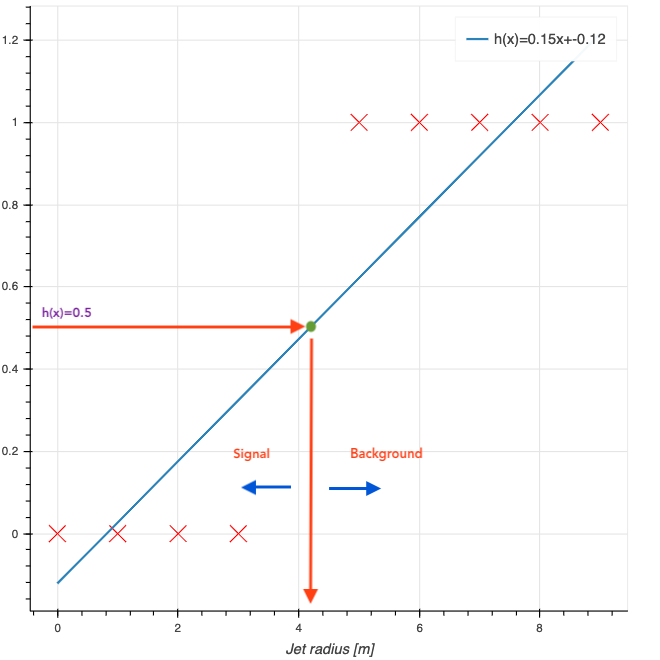 h(x)=0.15x+-0.12
1.2
1
0.8
0.6
0.4
0.2
0
h(x)=0.5
Signal
Background
0
2
4
6
8
Jet radius [m]